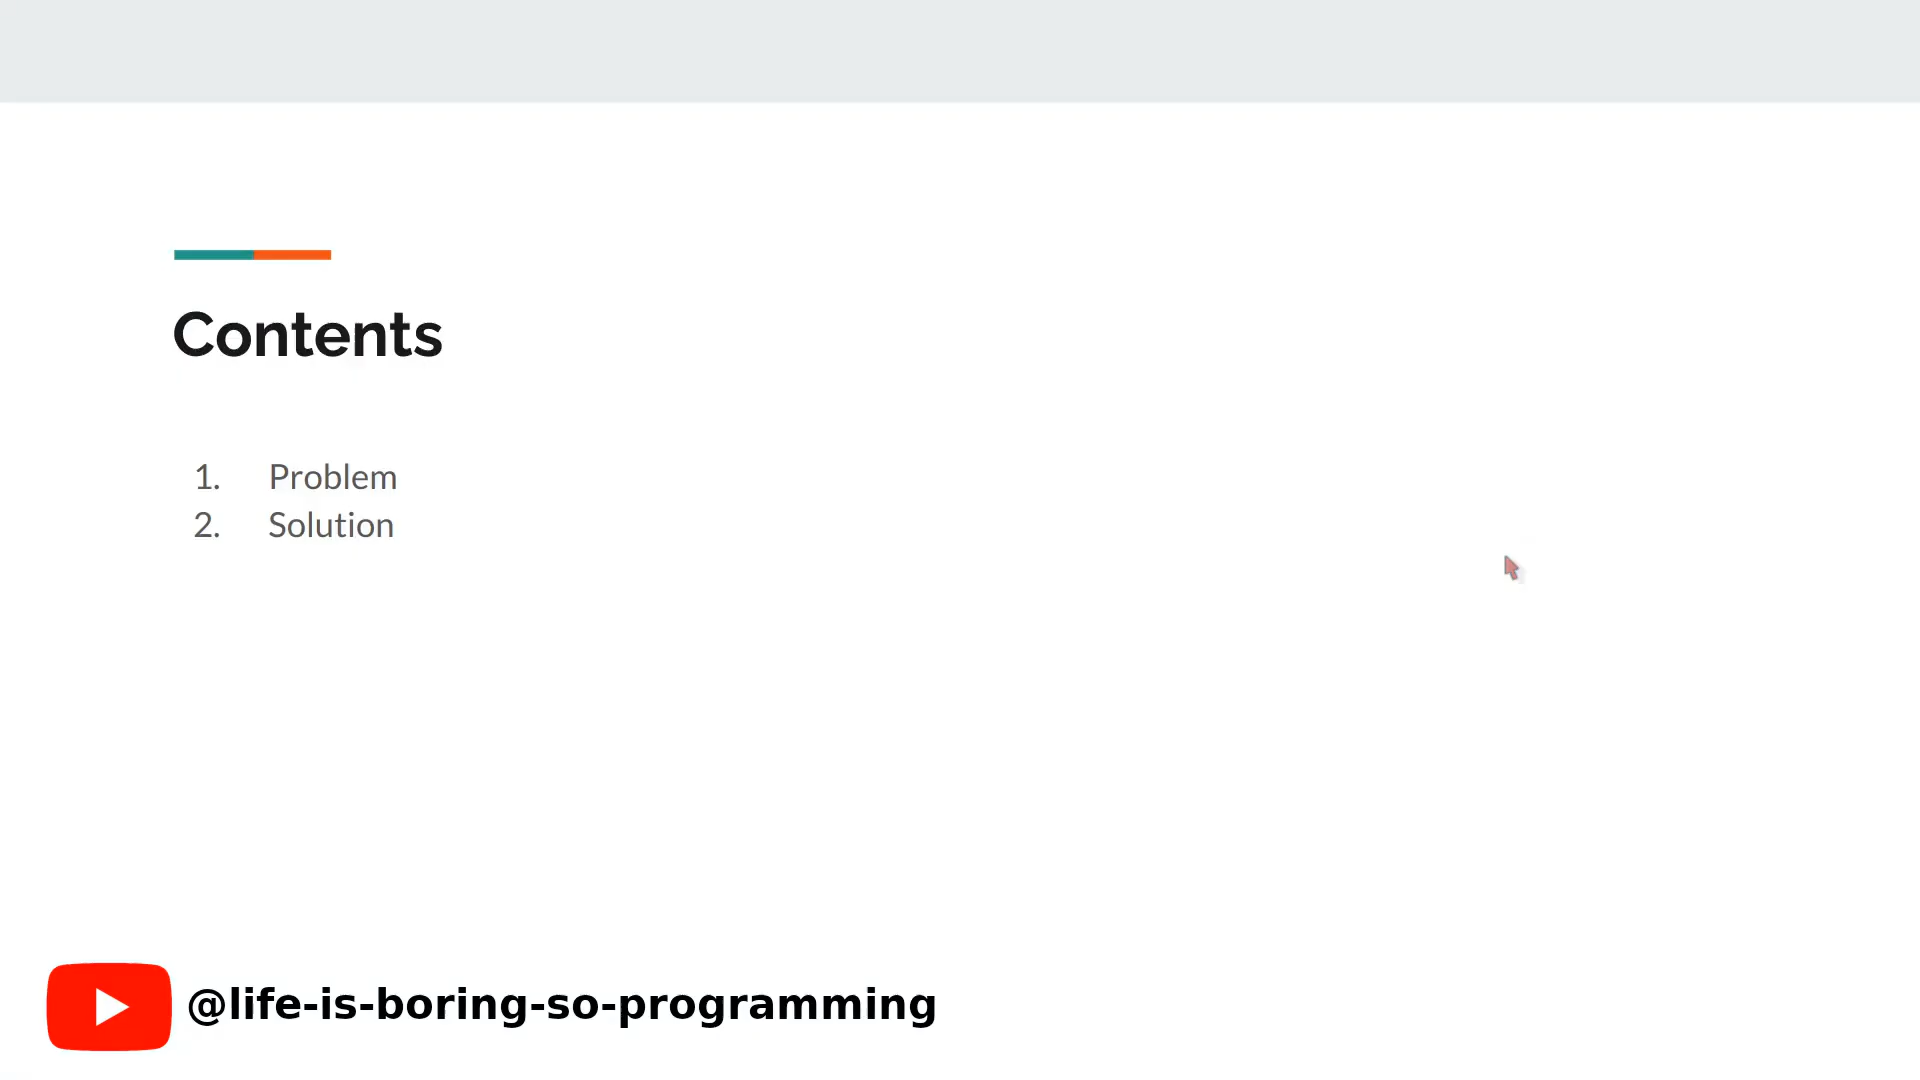 Contents
1. Problem
2. Solution
@life-is-boring-so-programming